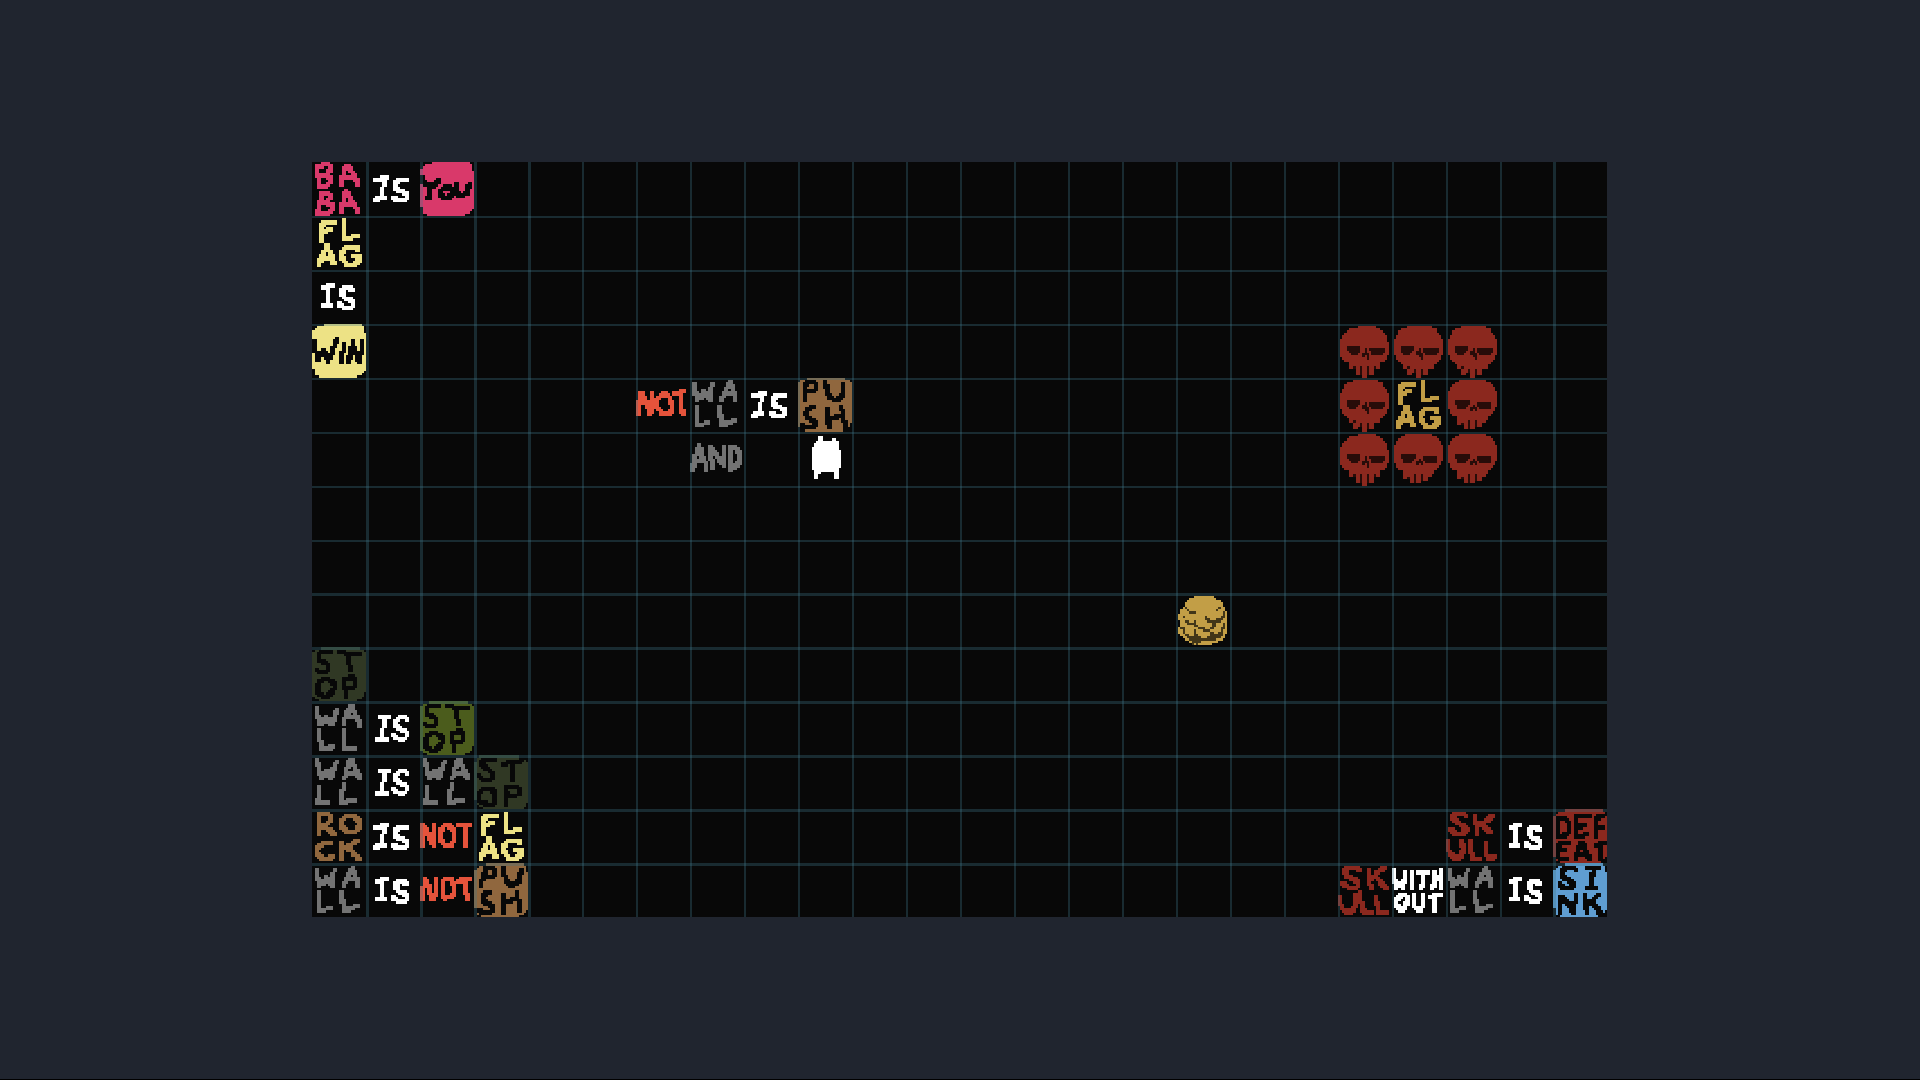 BABA IS YOU
FLAG
IS
WIN
NOT WALL IS PUSH FLAG
AND
STOP
WALL IS STOP
WALL IS WALL STOP
ROCK IS NOT FLAG SKULL IS DEFEAT
WALL IS NOT PUSH SKULL WITHOUT WALL IS SINK